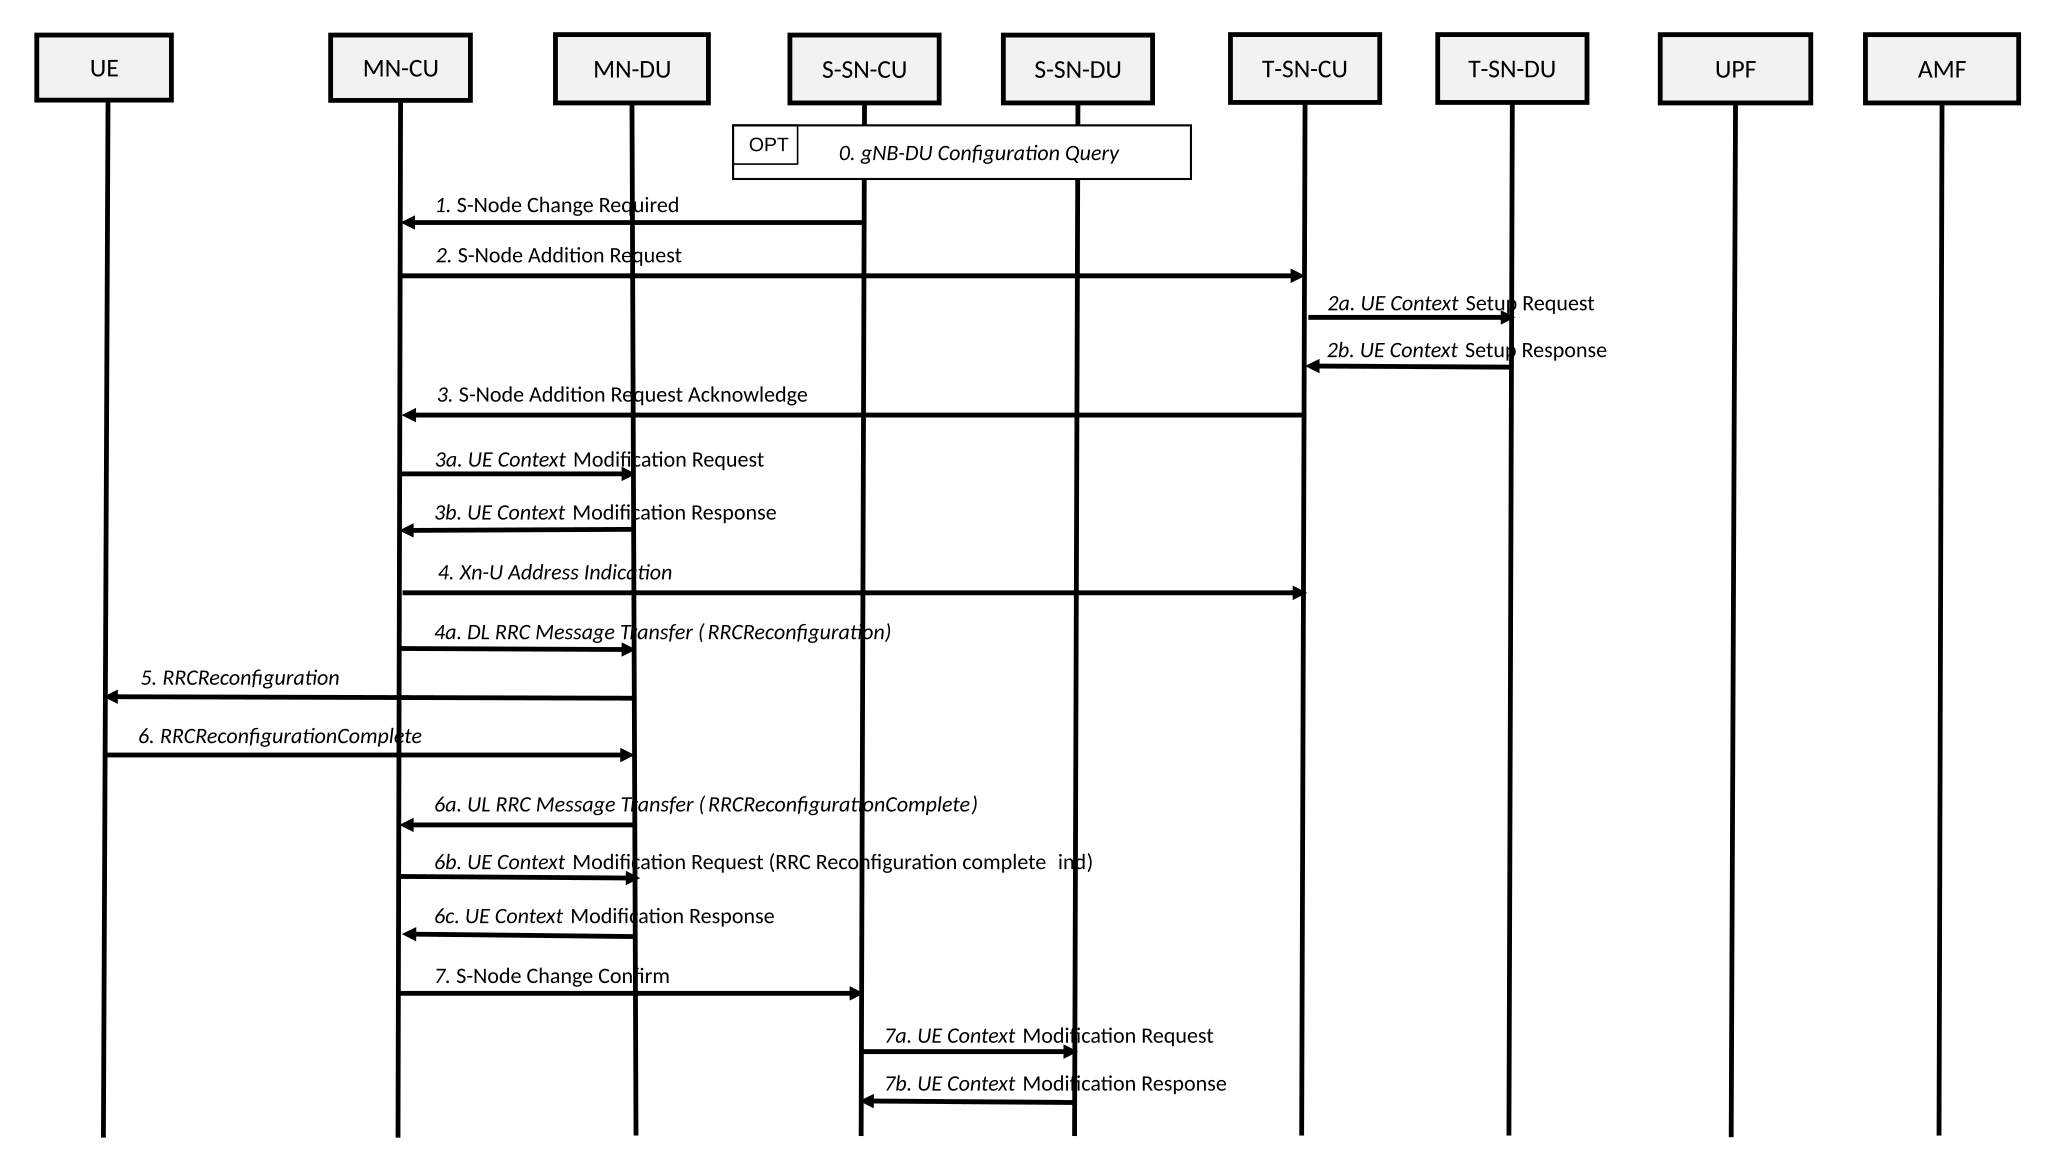 UE
MN-CU
MN-DU
S-SN-CU
S-SN-DU
T-SN-CU
T-SN-DU
UPF
AMF
OPT
0. gNB-DU Configuration Query
1. S-Node Change Required
2. S-Node Addition Request
2a. UE Context Setup Request
2b. UE Context Setup Response
3. S-Node Addition Request Acknowledge
3a. UE Context Modification Request
3b. UE Context Modification Response
4. Xn-U Address Indication
4a. DL RRC Message Transfer (RRCReconfiguration)
5. RRCReconfiguration
6. RRCReconfigurationComplete
6a. UL RRC Message Transfer (RRCReconfigurationComplete)
6b. UE Context Modification Request (RRC Reconfiguration complete ind)
6c. UE Context Modification Response
7. S-Node Change Confirm
7a. UE Context Modification Request
7b. UE Context Modification Response